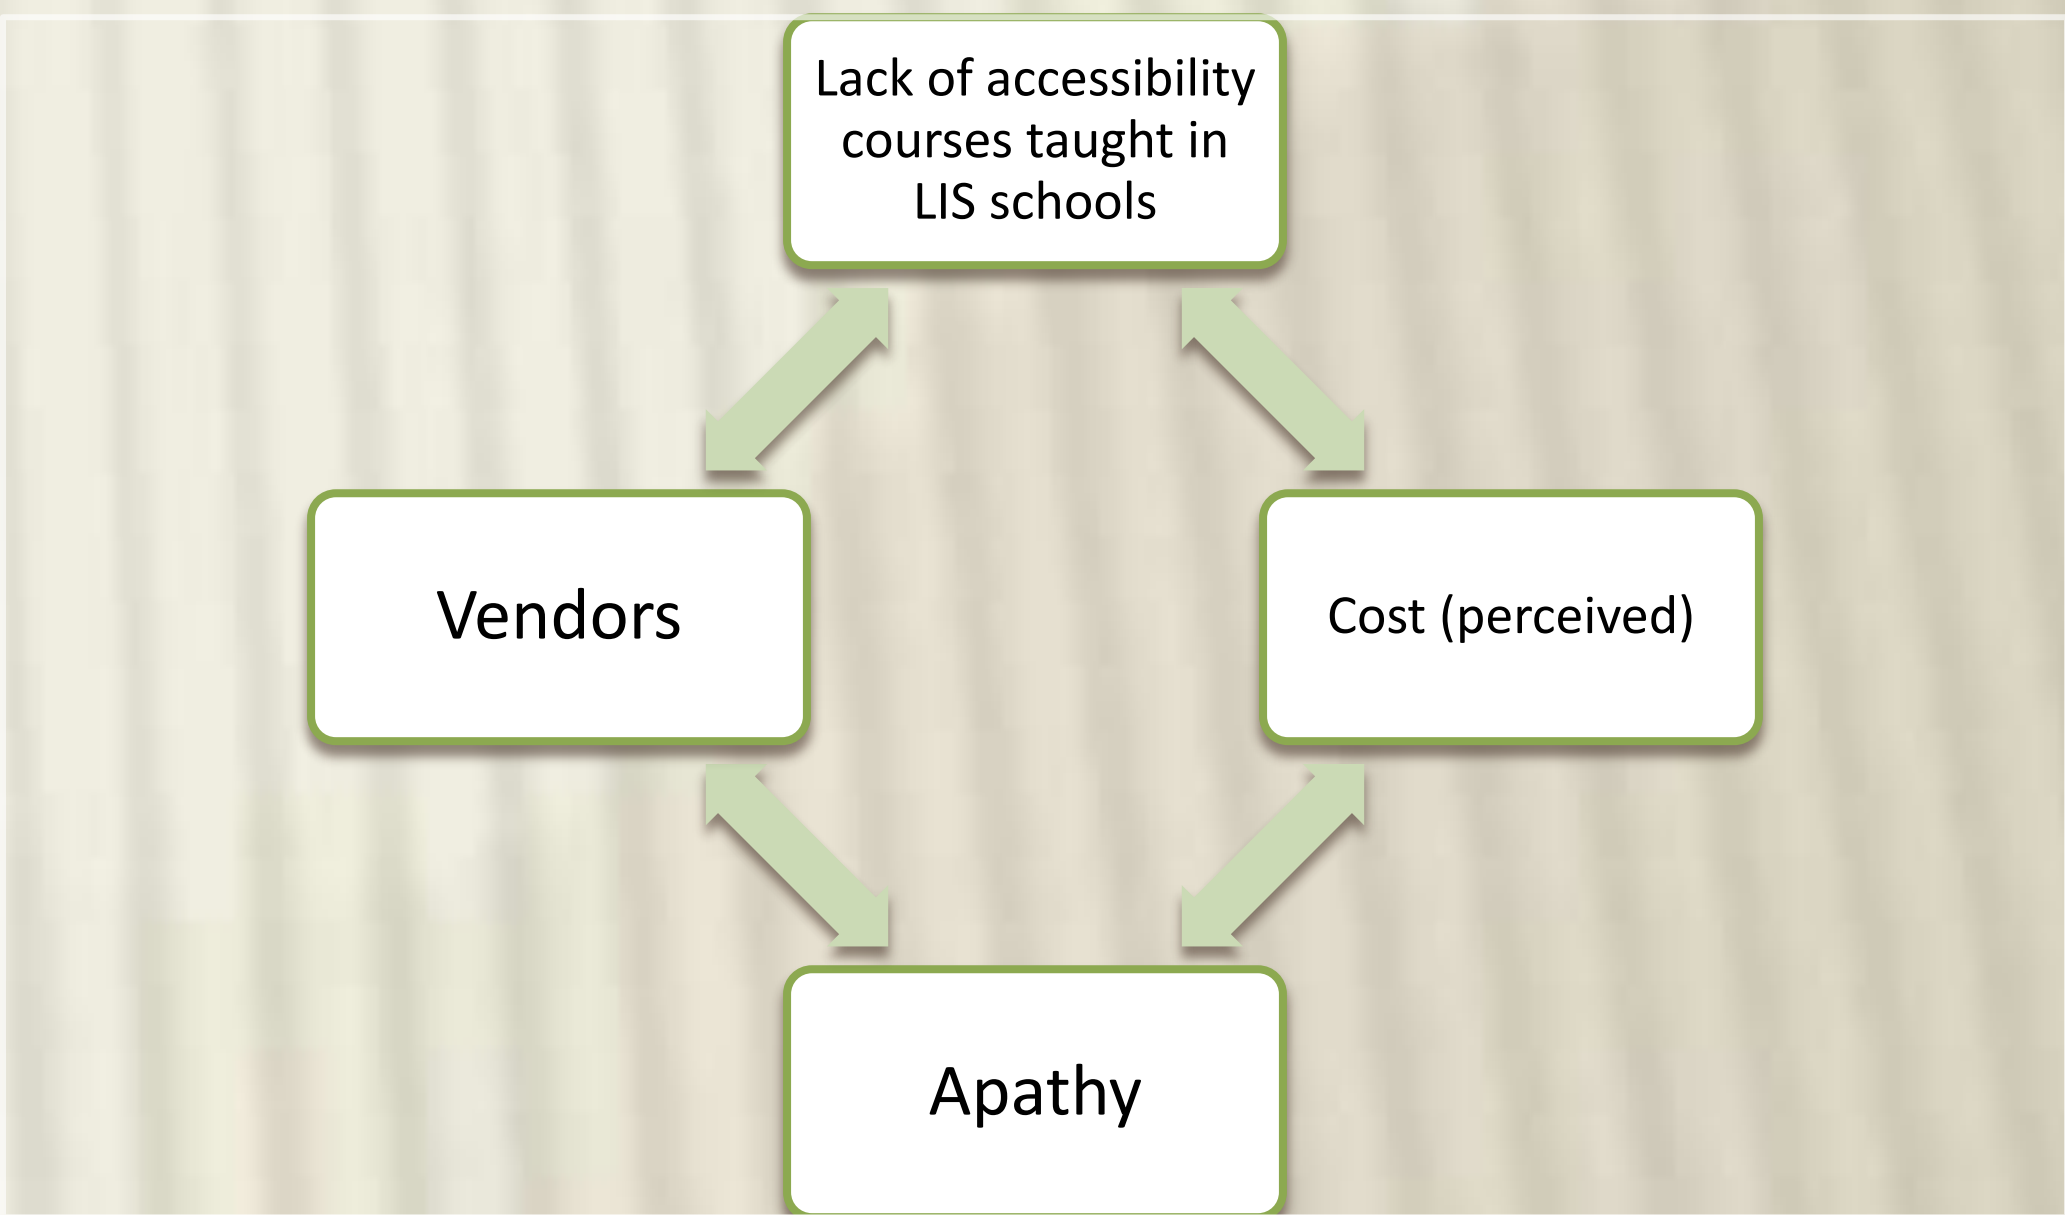 Lack of accessibility
courses taught in
LIS schools
Vendors
Cost (perceived)
Apathy